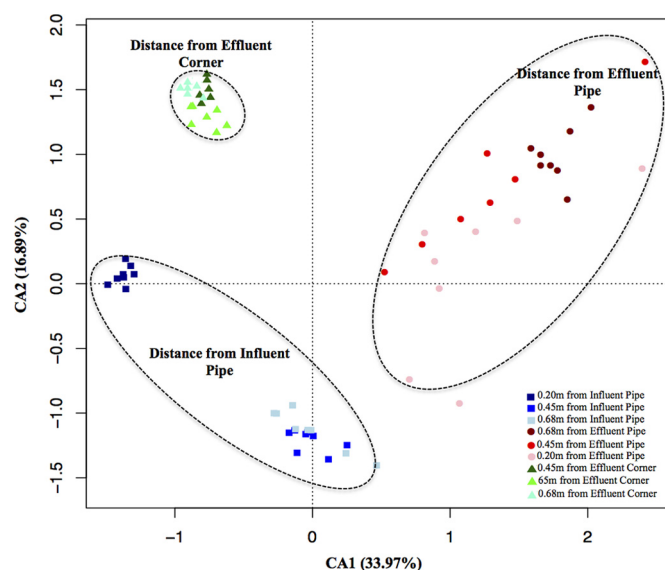 2.0
1.5
1.0
0.5
0.0
−0.5
−1.0
−1.5
CA2 (16.89%)
Distance from Effluent
Corner
Distance from Effluent
Pipe
Distance from Influent
Pipe
0.20m from Influent Pipe
0.45m from Influent Pipe
0.68m from Influent Pipe
0.68m from Effluent Pipe
0.45m from Effluent Pipe
0.20m from Effluent Pipe
0.45m from Effluent Corner
65m from Effluent Corner
0.68m from Effluent Corner
−1
0
1
2
CA1 (33.97%)